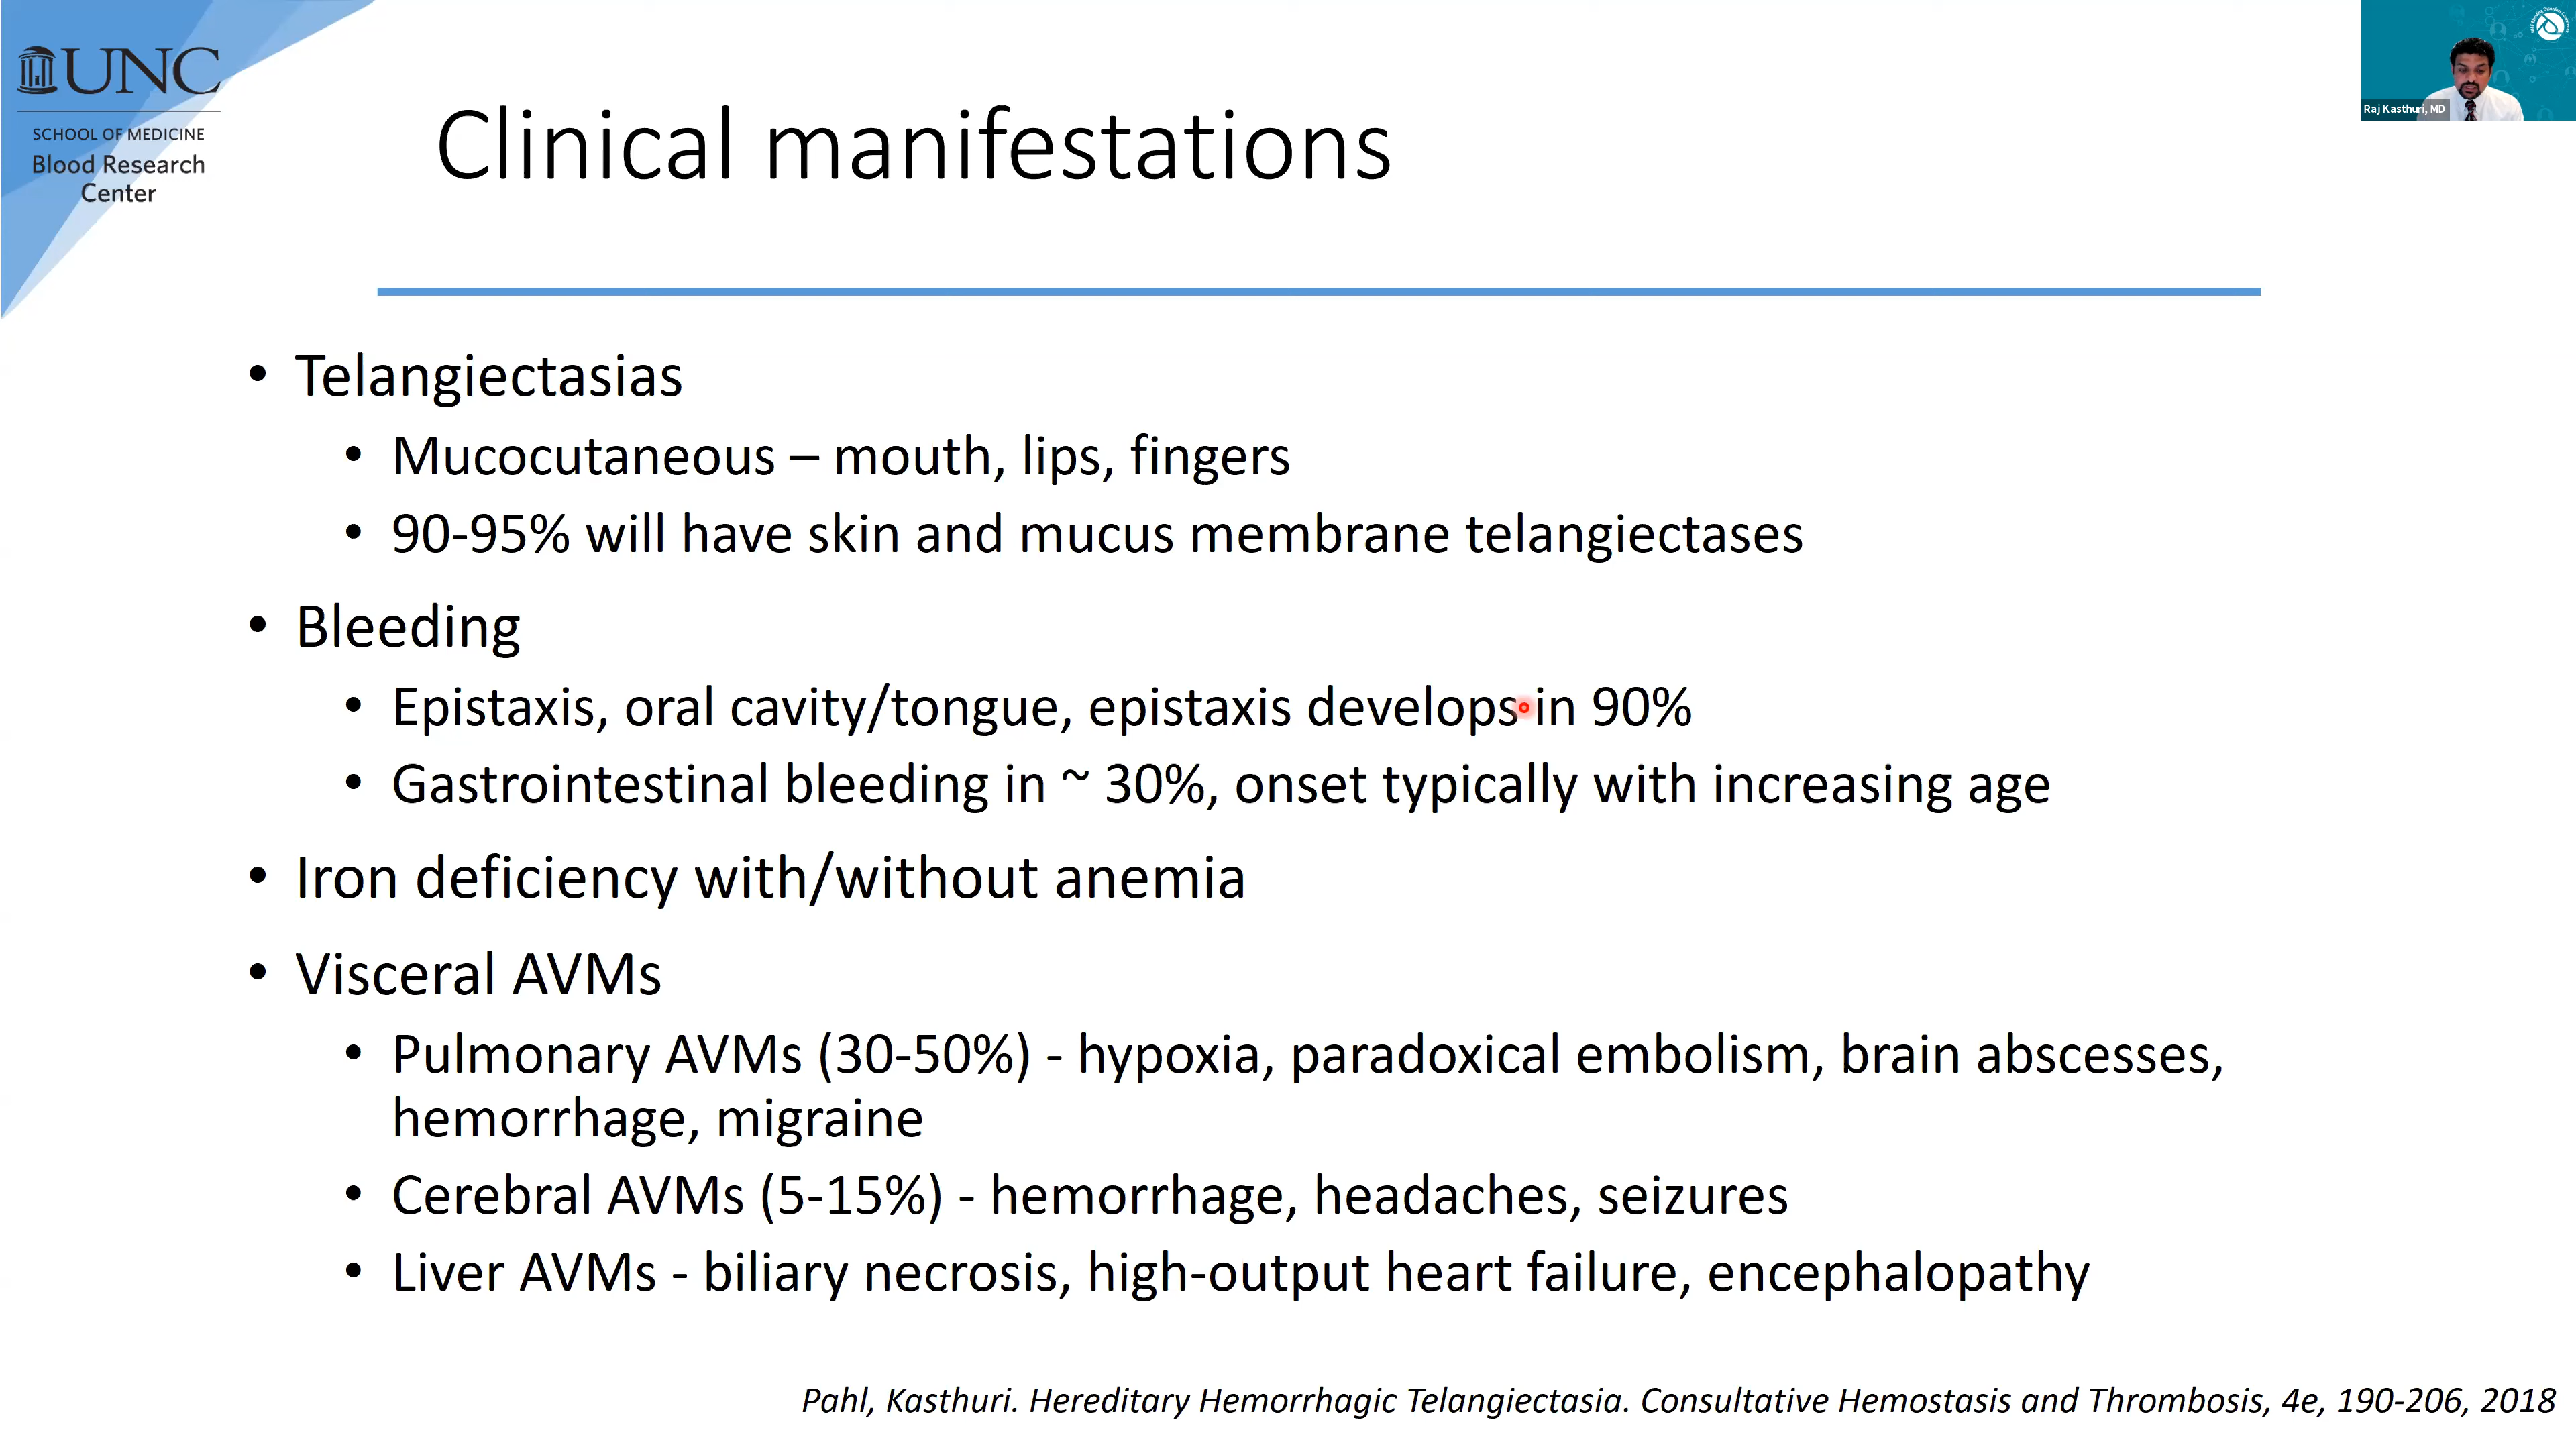 UNC
SCHOOL OF MEDICINE
Blood Research
Center
Raj Kasthuri, MD
Clinical manifestations
• Telangiectasias
• Mucocutaneous – mouth, lips, fingers
• 90-95% will have skin and mucus membrane telangiectases
• Bleeding
• Epistaxis, oral cavity/tongue, epistaxis develops in 90%
• Gastrointestinal bleeding in ~ 30%, onset typically with increasing age
• Iron deficiency with/without anemia
• Visceral AVMs
• Pulmonary AVMs (30-50%) - hypoxia, paradoxical embolism, brain abscesses,
hemorrhage, migraine
• Cerebral AVMs (5-15%) - hemorrhage, headaches, seizures
• Liver AVMs - biliary necrosis, high-output heart failure, encephalopathy
Pahl, Kasthuri. Hereditary Hemorrhagic Telangiectasia. Consultative Hemostasis and Thrombosis, 4e, 190-206, 2018